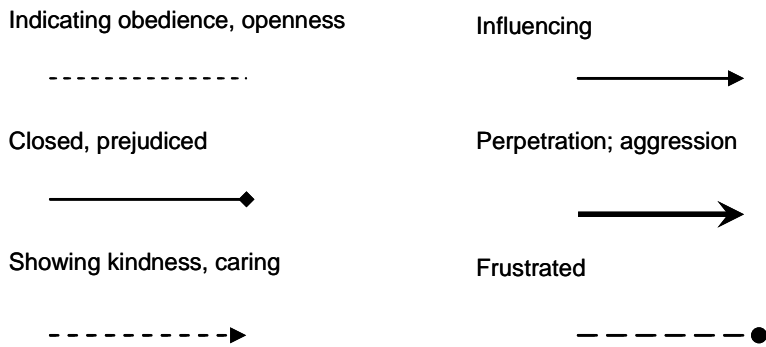 Indicating obedience, openness
Influencing
Closed, prejudiced
Perpetration; aggression
Showing kindness, caring
Frustrated